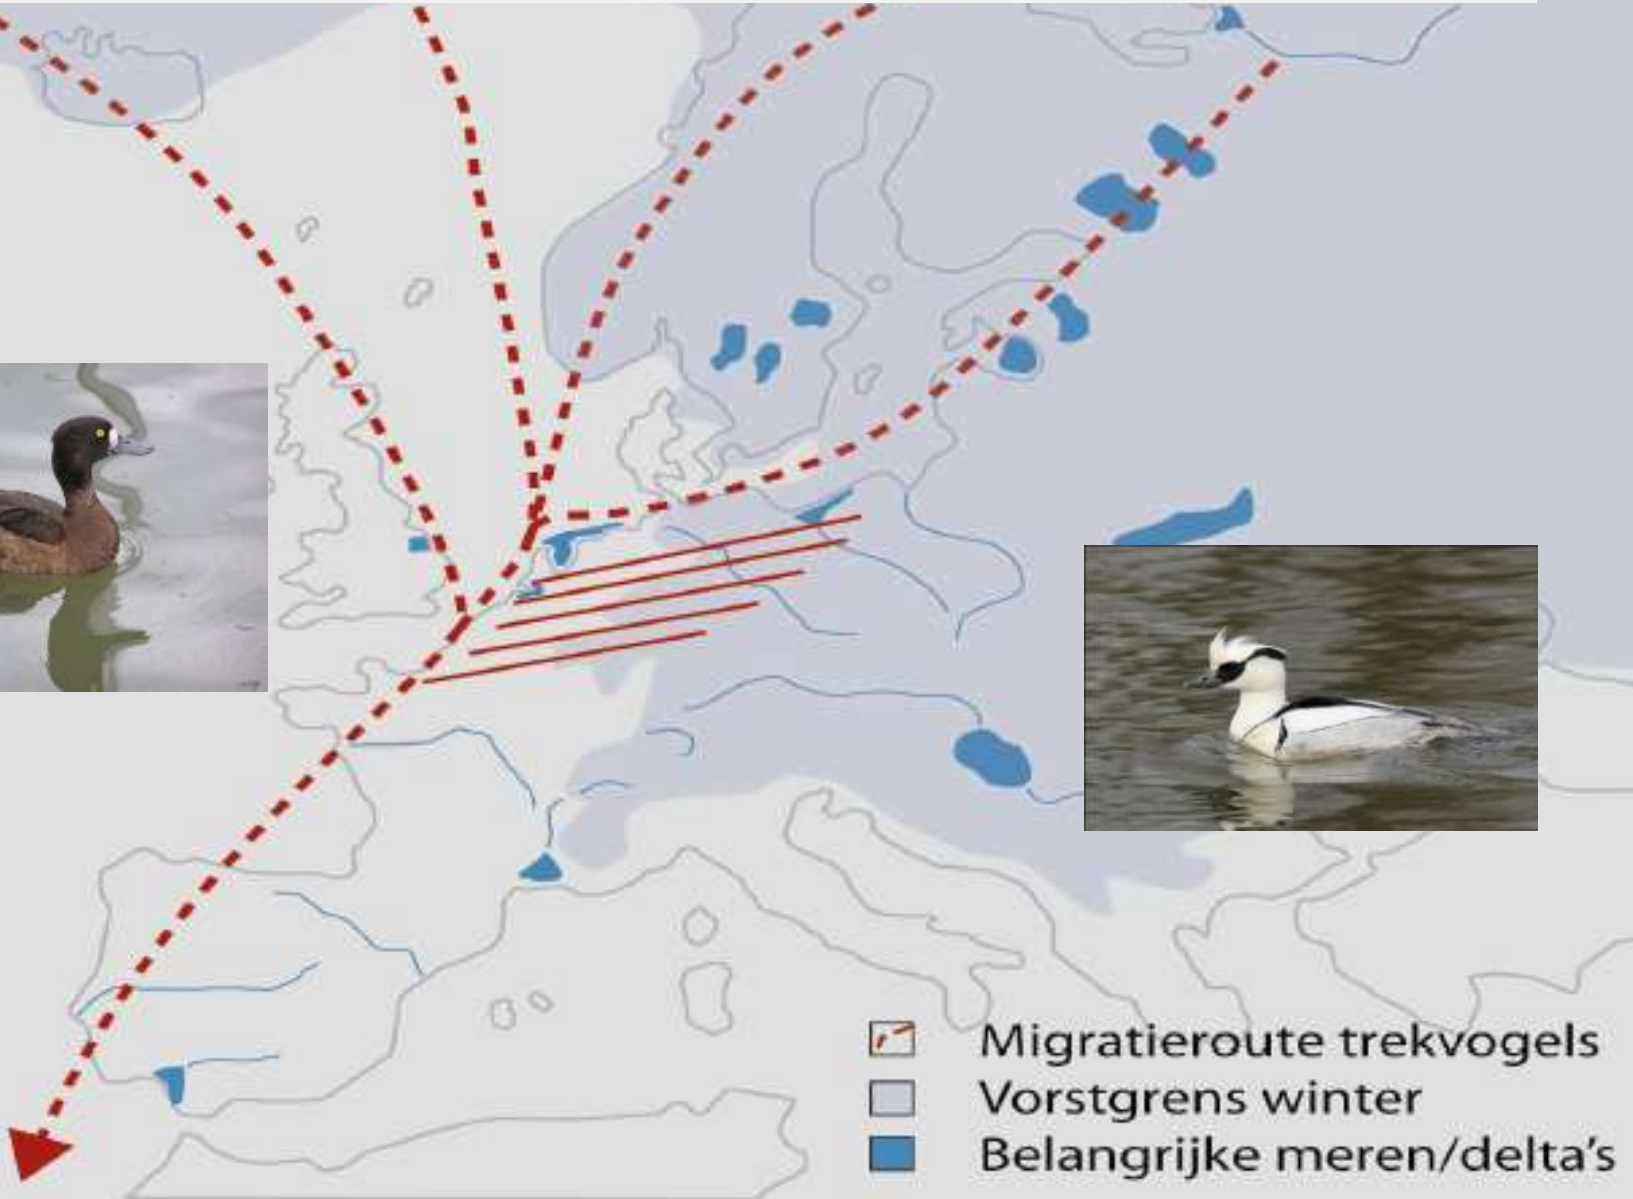 Migratieroute trekvogels
Vorstgrens winter
Belangrijke meren/delta's